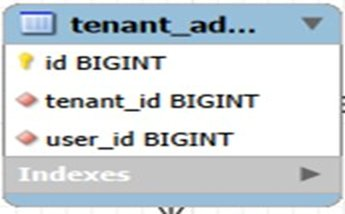 tenant_ad...
id BIGINT
tenant_id BIGINT
user_id BIGINT
Indexes